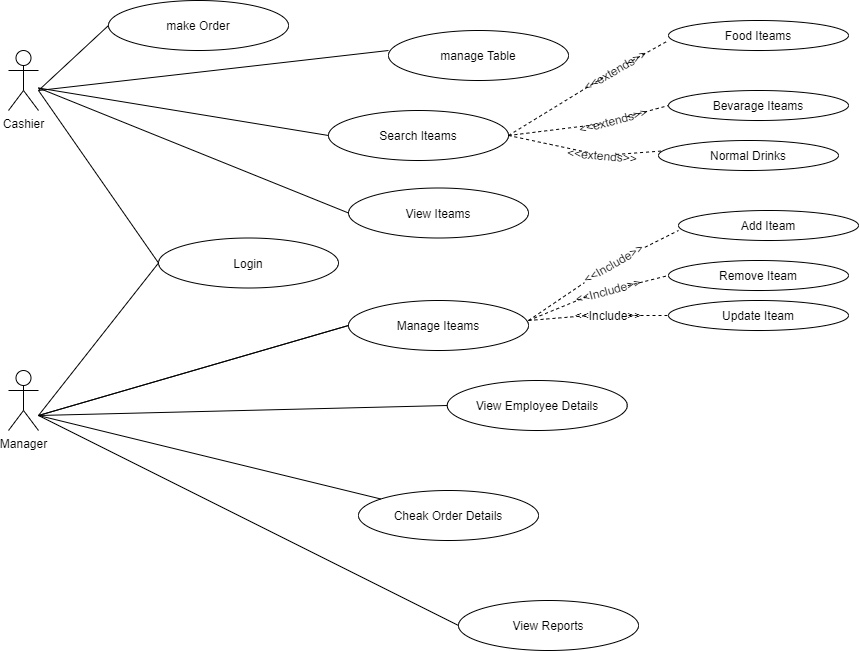 make Order
Food Iteams
manage Table
<<extends>>
Bevarage Iteams
Cashier
Search Iteams
<<extends>>
<<extends>>
Normal Drinks
View Iteams
Add Iteam
Login
<<Include>>
Remove Iteam
<<Include>>
Manage Iteams
<<Include>>
Update Iteam
View Employee Details
Manager
Cheak Order Details
View Reports